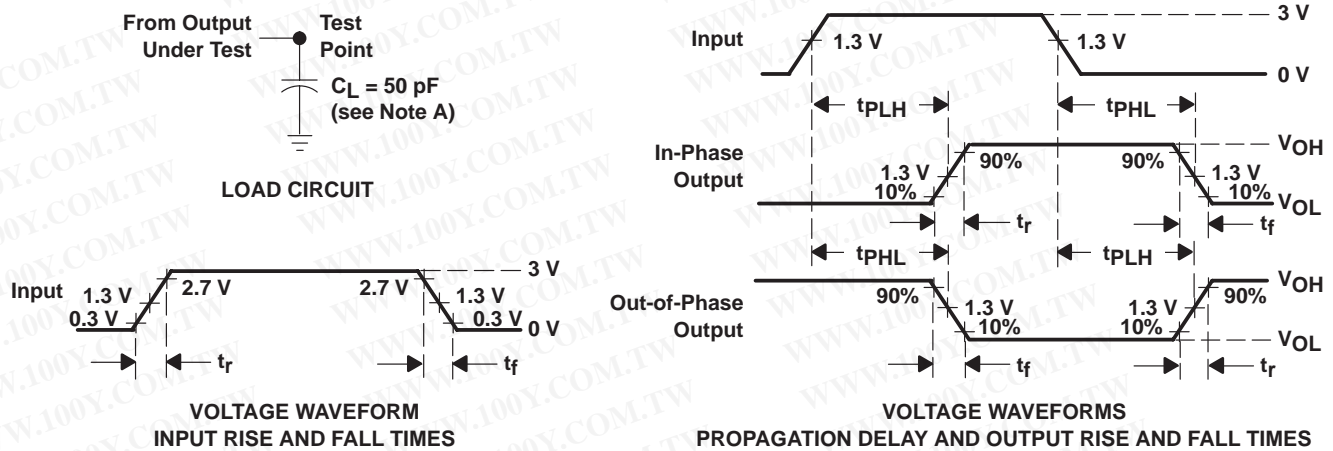 From Output
Under Test
Test
Point
CL = 50 pF
(see Note A)
LOAD CIRCUIT
Input
1.3 V
0.3 V
2.7 V
2.7 V
3 V
1.3 V
0.3 V
0 V
tr
tf
VOLTAGE WAVEFORM
INPUT RISE AND FALL TIMES
Input
1.3 V
1.3 V
3 V
0 V
tPLH
tPHL
In-Phase
Output
1.3 V
10%
90%
90%
1.3 V
10%
VOH
VOL
tr
tf
tPHL
tPLH
Out-of-Phase
Output
90%
1.3 V
10%
1.3 V
10%
90%
VOH
VOL
tf
tr
VOLTAGE WAVEFORMS
PROPAGATION DELAY AND OUTPUT RISE AND FALL TIMES
WWW.100Y.COM.TW